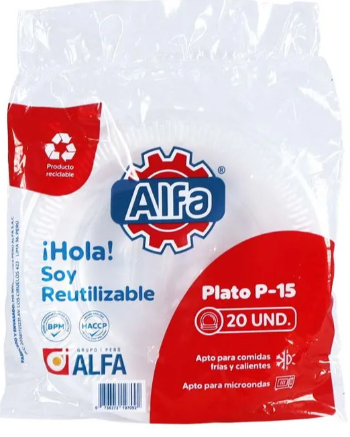 Producto
reciclable
Alfa®
¡Hola!
Soy
Reutilizable
BPM
HACCP
GRUPO PERÚ
ALFA
Plato P-15
20 UND.
Apto para comidas
frías y calientes
Apto para microondas